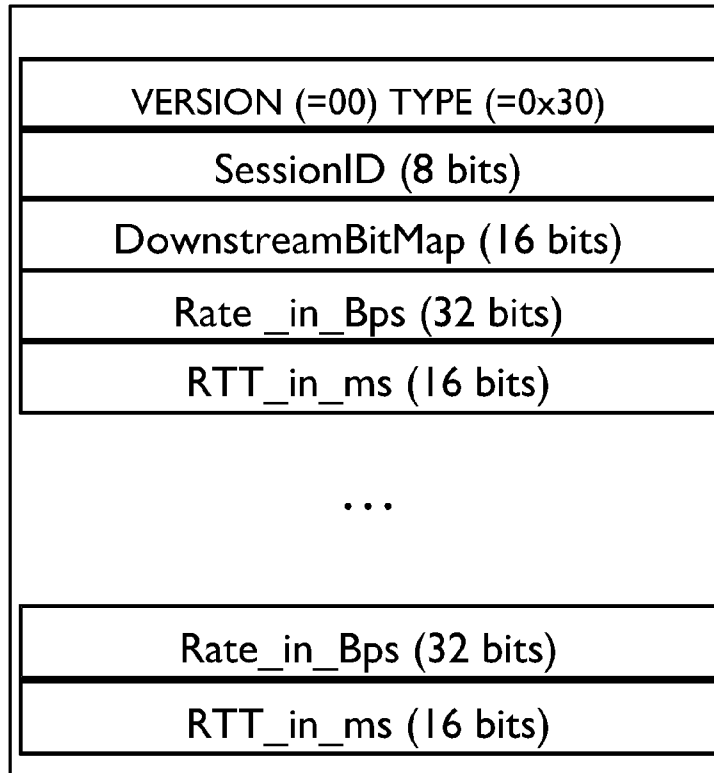 VERSION (=00) TYPE (=0x30)
SessionID (8 bits)
DownstreamBitMap (16 bits)
Rate _in_Bps (32 bits)
RTT_in_ms (16 bits)
...
Rate_in_Bps (32 bits)
RTT_in_ms (16 bits)